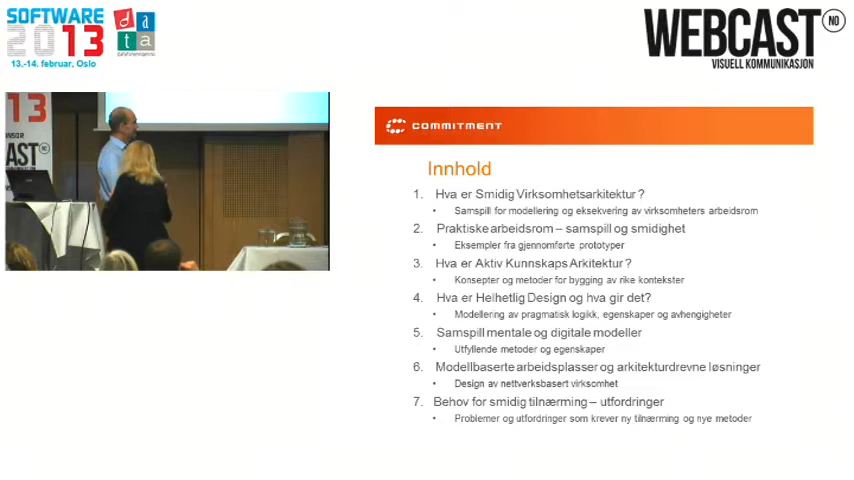 SOFTWARE
2013
13.-14. februar, Oslo
data
WEBCAST NO
VISUELL KOMMUNIKASJON
13
NSOR
AST
COMMITMENT
Innhold
1. Hva er Smidig Virksomhetsarkitektur ?
• Samspill for modellering og eksekvering av virksomheters arbeidsrom
2. Praktiske arbeidsrom – samspill og smidighet
• Eksempler fra gjennomførte prototyper
3. Hva er Aktiv Kunnskaps Arkitektur ?
• Konsepter og metoder for bygging av rike kontekster
4. Hva er Helhetlig Design og hva gir det?
• Modellering av pragmatisk logikk, egenskaper og avhengigheter
5. Samspill mentale og digitale modeller
• Utfyllende metoder og egenskaper
6. Modellbaserte arbeidsplasser og arkitekturdrevne løsninger
• Design av nettverksbasert virksomhet
7. Behov for smidig tilnærming – utfordringer
• Problemer og utfordringer som krever ny tilnærming og nye metoder